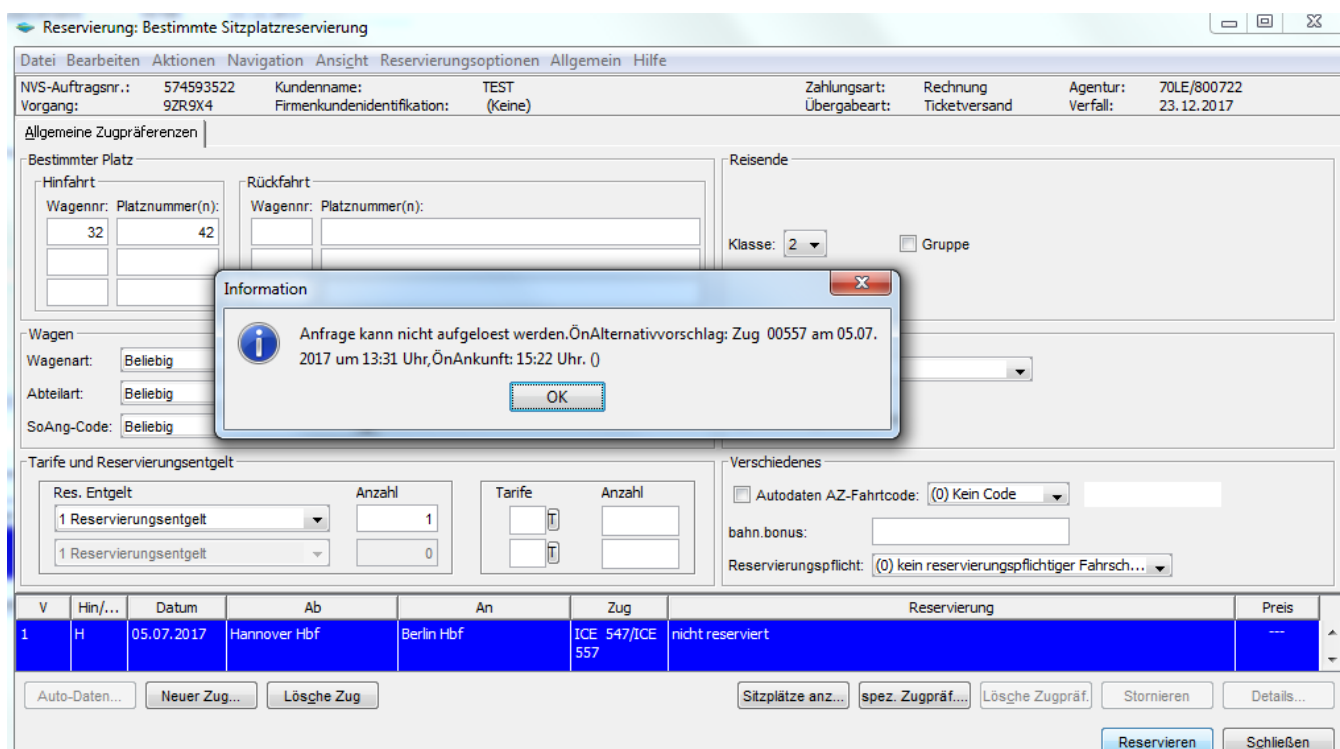 Reservierung: Bestimmte Sitzplatzreservierung
Datei Bearbeiten Aktionen Navigation Ansicht Reservierungsoptionen Allgemein Hilfe
NVS-Auftragsnr.: 574593522 Kundenname: TEST Zahlungsart: Rechnung Agentur: 70LE/800722
Vorgang: 9ZR9X4 Firmenkundenidentifikation: (Keine) Übergabeart: Ticketversand Verfall: 23.12.2017
Allgemeine Zugpräferenzen
Bestimmter Platz Reisende
Hinfahrt Rückfahrt
Wagennr: Platznummer(n): Wagennr: Platznummer(n):
32 42
Klasse: 2 Gruppe
Information
Anfrage kann nicht aufgeloest werden.ÖnAlternativvorschlag: Zug 00557 am 05.07.
2017 um 13:31 Uhr,ÖnAnkunft: 15:22 Uhr. ()
OK
Wagen
Wagenart: Beliebig
Abteilart: Beliebig
SoAng-Code: Beliebig
Tarife und Reservierungsentgelt Verschiedenes
Res. Entgelt Anzahl Tarife Anzahl
1 Reservierungsentgelt 1 T
1 Reservierungsentgelt 0 T
Autodaten AZ-Fahrtcode: (0) Kein Code
bahn.bonus:
Reservierungspflicht: (0) kein reservierungspflichtiger Fahrsch...
V Hin/... Datum Ab An Zug Reservierung Preis
1 H 05.07.2017 Hannover Hbf Berlin Hbf ICE 547/ICE nicht reserviert ---
557
Auto-Daten... Neuer Zug... Lösche Zug Sitzplätze anz... spez. Zugpräf.... Lösche Zugpräf. Stornieren Details...
Reservieren Schließen